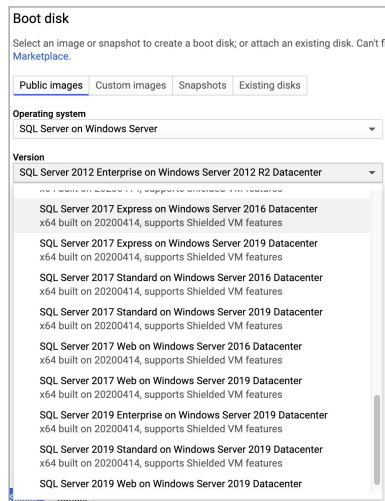 Boot disk
Select an image or snapshot to create a boot disk; or attach an existing disk. Can't f
Marketplace.
Public images Custom images Snapshots Existing disks
Operating system
SQL Server on Windows Server
Version
SQL Server 2012 Enterprise on Windows Server 2012 R2 Datacenter
x64 built on 20200414, supports Shielded VM features
SQL Server 2017 Express on Windows Server 2016 Datacenter
x64 built on 20200414, supports Shielded VM features
SQL Server 2017 Express on Windows Server 2019 Datacenter
x64 built on 20200414, supports Shielded VM features
SQL Server 2017 Standard on Windows Server 2016 Datacenter
x64 built on 20200414, supports Shielded VM features
SQL Server 2017 Standard on Windows Server 2019 Datacenter
x64 built on 20200414, supports Shielded VM features
SQL Server 2017 Web on Windows Server 2016 Datacenter
x64 built on 20200414, supports Shielded VM features
SQL Server 2017 Web on Windows Server 2019 Datacenter
x64 built on 20200414, supports Shielded VM features
SQL Server 2019 Enterprise on Windows Server 2019 Datacenter
x64 built on 20200414, supports Shielded VM features
SQL Server 2019 Standard on Windows Server 2019 Datacenter
x64 built on 20200414, supports Shielded VM features
SQL Server 2019 Web on Windows Server 2019 Datacenter